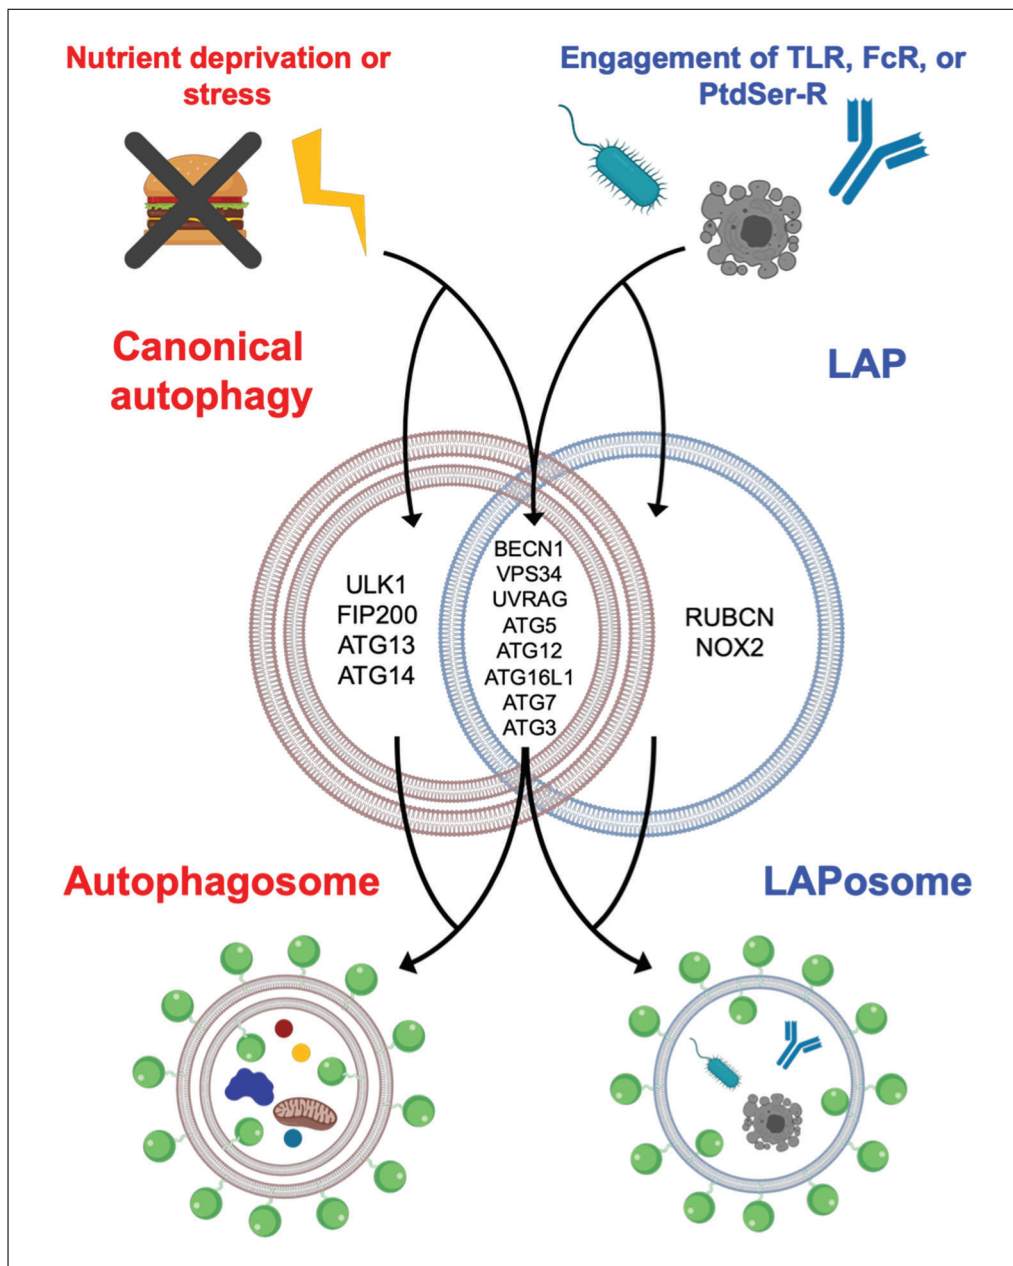 Nutrient deprivation or
stress
Engagement of TLR, FcR, or
PtdSer-R
Canonical
autophagy
LAP
ULK1
FIP200
ATG13
ATG14
BECN1
VPS34
UVRAG
ATG5
ATG12
ATG16L1
ATG7
ATG3
RUBCN
NOX2
Autophagosome
LAPosome